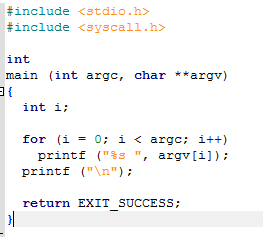 #include <stdio.h>
#include <syscall.h>

int
main (int argc, char **argv)
{
  int i;

  for (i = 0; i < argc; i++)
    printf ("%s ", argv[i]);
  printf ("\n");

  return EXIT_SUCCESS;
}